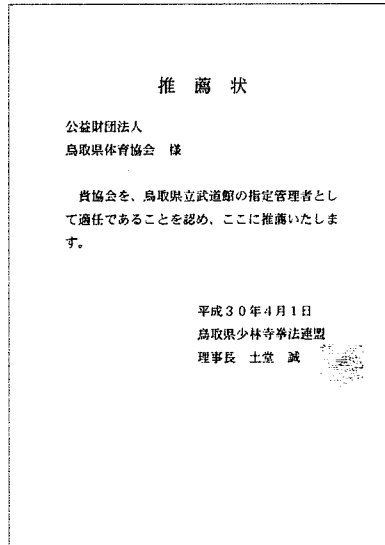 推薦状
公益財団法人
鳥取県体育協会 様
貴協会を、鳥取県立武道館の指定管理者とし
て適任であることを認め、ここに推薦いたしま
す。
平成30年4月1日
鳥取県少林寺拳法連盟
理事長 土堂 誠